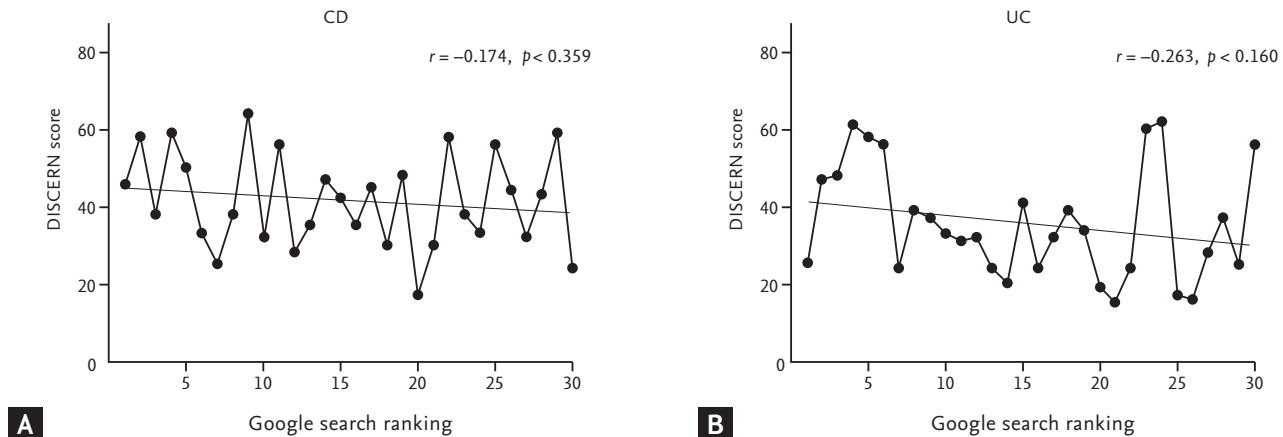 CD
r = –0.174, p < 0.359
80
60
40
20
0
DISCERN score
5 10 15 20 25 30
Google search ranking
A
UC
r = –0.263, p < 0.160
80
60
40
20
0
DISCERN score
5 10 15 20 25 30
Google search ranking
B